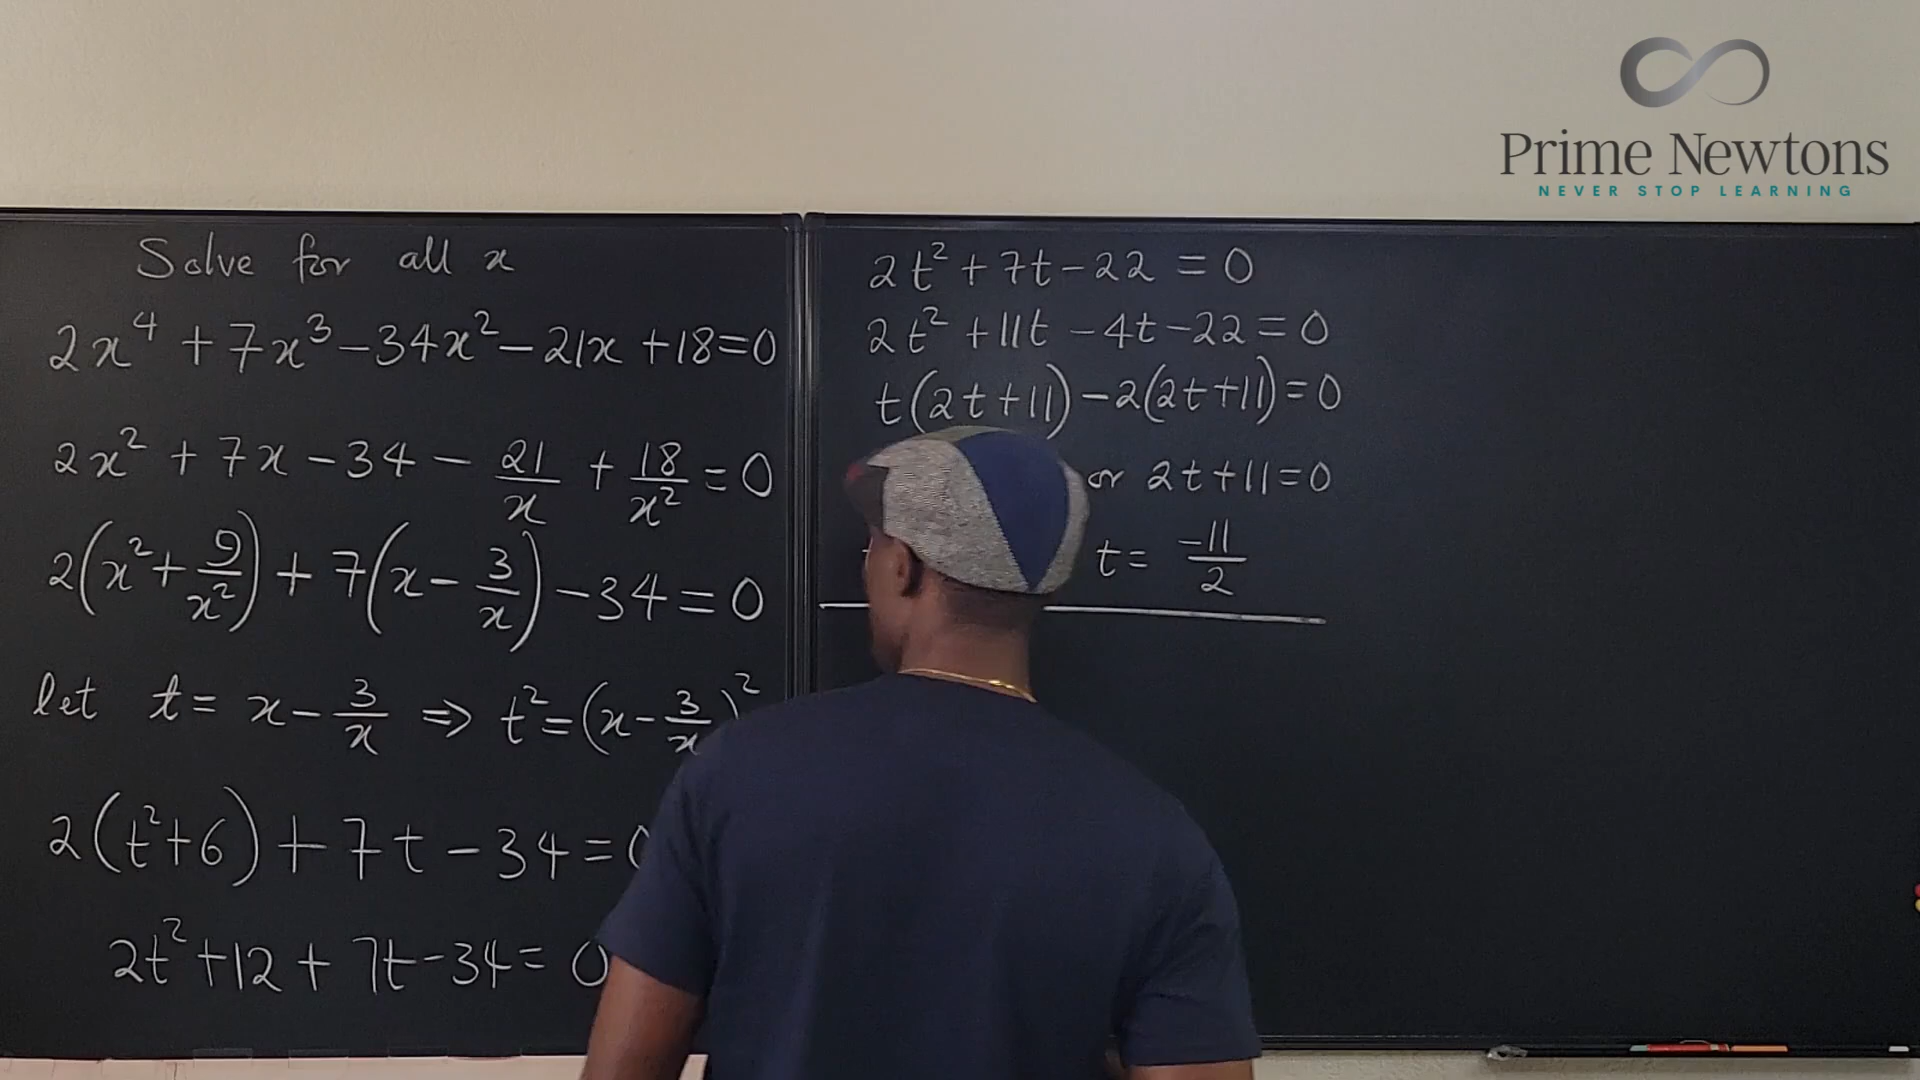 Prime Newtons
NEVER STOP LEARNING
Solve for all x
2x⁴ + 7x³ - 34x² - 21x + 18 = 0
2x² + 7x - 34 - 21/x + 18/x² = 0
2(x² + 9/x²) + 7(x - 3/x) - 34 = 0
let t = x - 3/x ⇒ t² = (x - 3/x)²
2(t² + 6) + 7t - 34 = 0
2t² + 12 + 7t - 34 = 0
2t² + 7t - 22 = 0
2t² + 11t - 4t - 22 = 0
t(2t + 11) - 2(2t + 11) = 0
or 2t + 11 = 0
t = -11/2